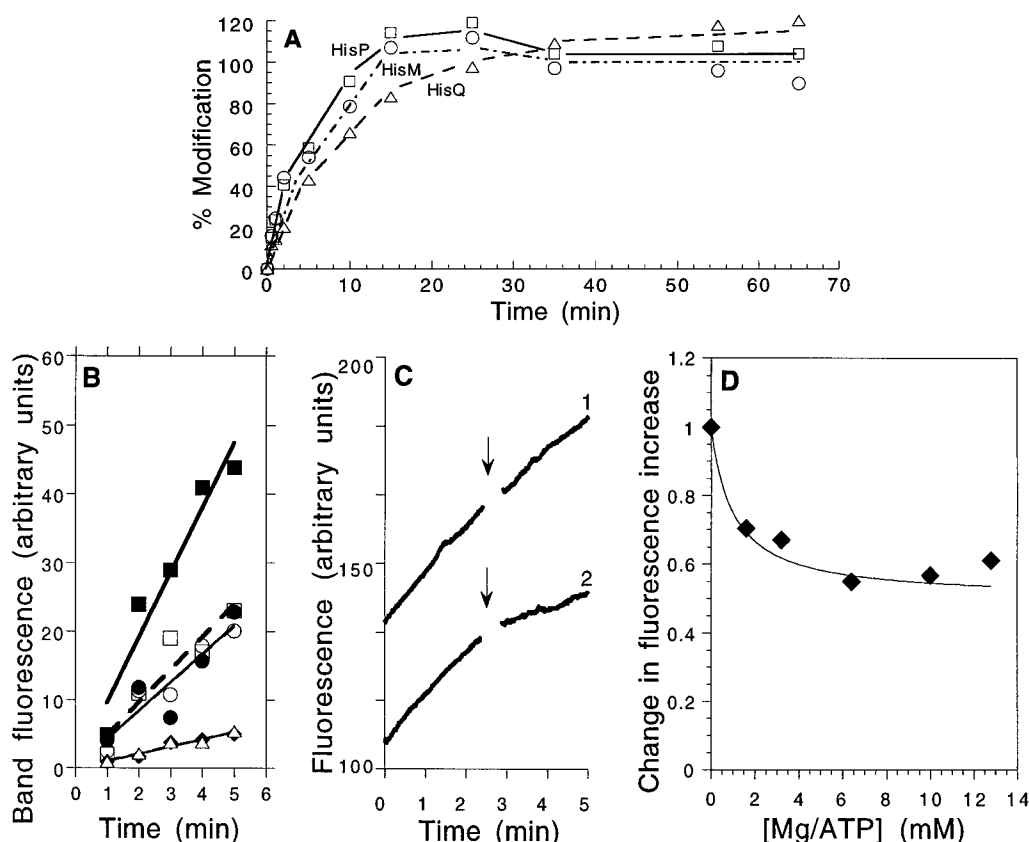 A
% Modification
120
100
80
60
40
20
0
HisP
HisM
HisQ
0 10 20 30 40 50 60 70
Time (min)
B
Band fluorescence (arbitrary units)
60
50
40
30
20
10
0
0 1 2 3 4 5 6
Time (min)
C
Fluorescence (arbitrary units)
200
150
100
1
2
0 1 2 3 4 5
Time (min)
D
Change in fluorescence increase
1.2
1
0.8
0.6
0.4
0.2
0
0 2 4 6 8 10 12 14
[Mg/ATP] (mM)